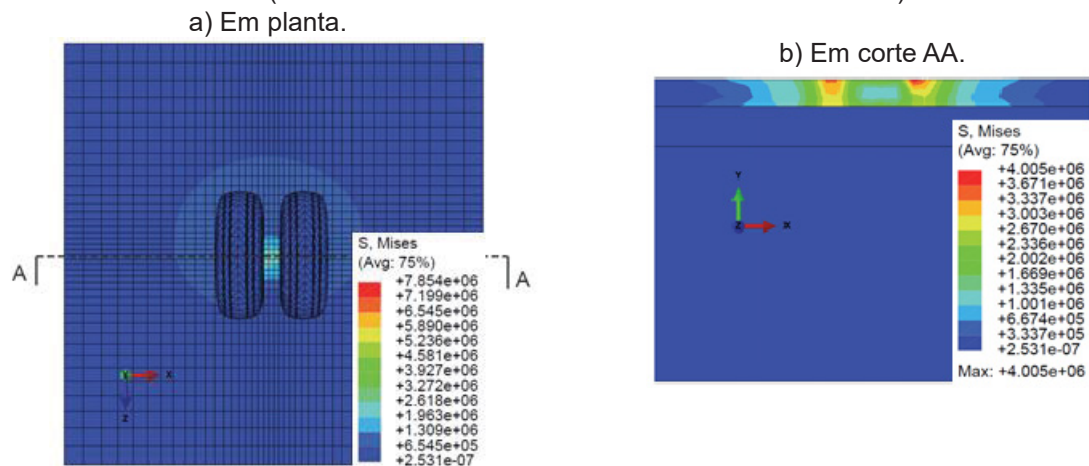 a) Em planta.
A
A
S, Mises
(Avg: 75%)
+7.854e+06
+7.199e+06
+6.545e+06
+5.890e+06
+5.236e+06
+4.581e+06
+3.927e+06
+3.272e+06
+2.618e+06
+1.963e+06
+1.309e+06
+6.545e+05
+2.531e-07
X
Z
b) Em corte AA.
S, Mises
(Avg: 75%)
+4.005e+06
+3.671e+06
+3.337e+06
+3.003e+06
+2.670e+06
+2.336e+06
+2.002e+06
+1.669e+06
+1.335e+06
+1.001e+06
+6.674e+05
+3.337e+05
+2.531e-07
Max: +4.005e+06
Y
Z
X